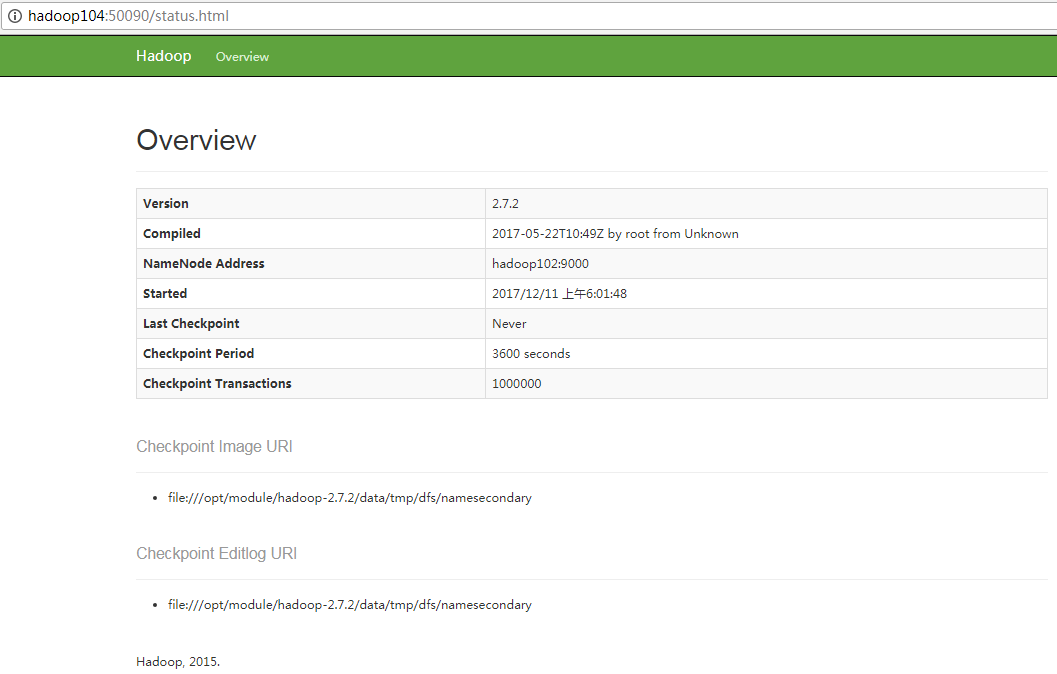 hadoop104:50090/status.html
Hadoop Overview
Overview
Version 2.7.2
Compiled 2017-05-22T10:49Z by root from Unknown
NameNode Address hadoop102:9000
Started 2017/12/11 上午6:01:48
Last Checkpoint Never
Checkpoint Period 3600 seconds
Checkpoint Transactions 1000000
Checkpoint Image URI
• file:///opt/module/hadoop-2.7.2/data/tmp/dfs/namesecondary
Checkpoint Editlog URI
• file:///opt/module/hadoop-2.7.2/data/tmp/dfs/namesecondary
Hadoop, 2015.